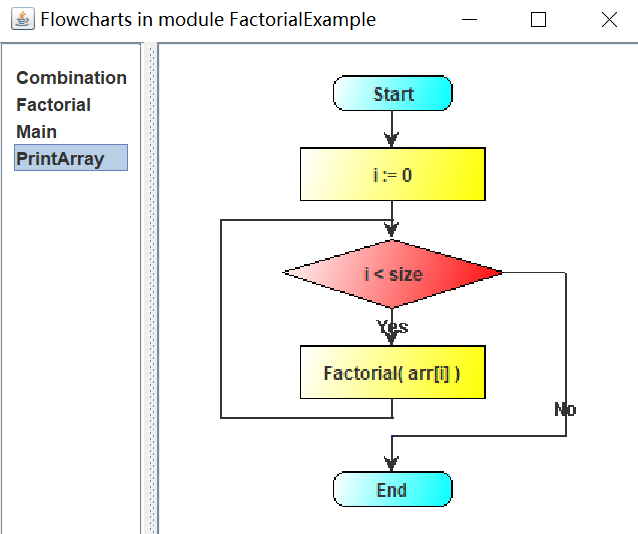 Flowcharts in module FactorialExample
Combination
Factorial
Main
PrintArray
Start
i := 0
i < size
Yes
Factorial( arr[i] )
No
End